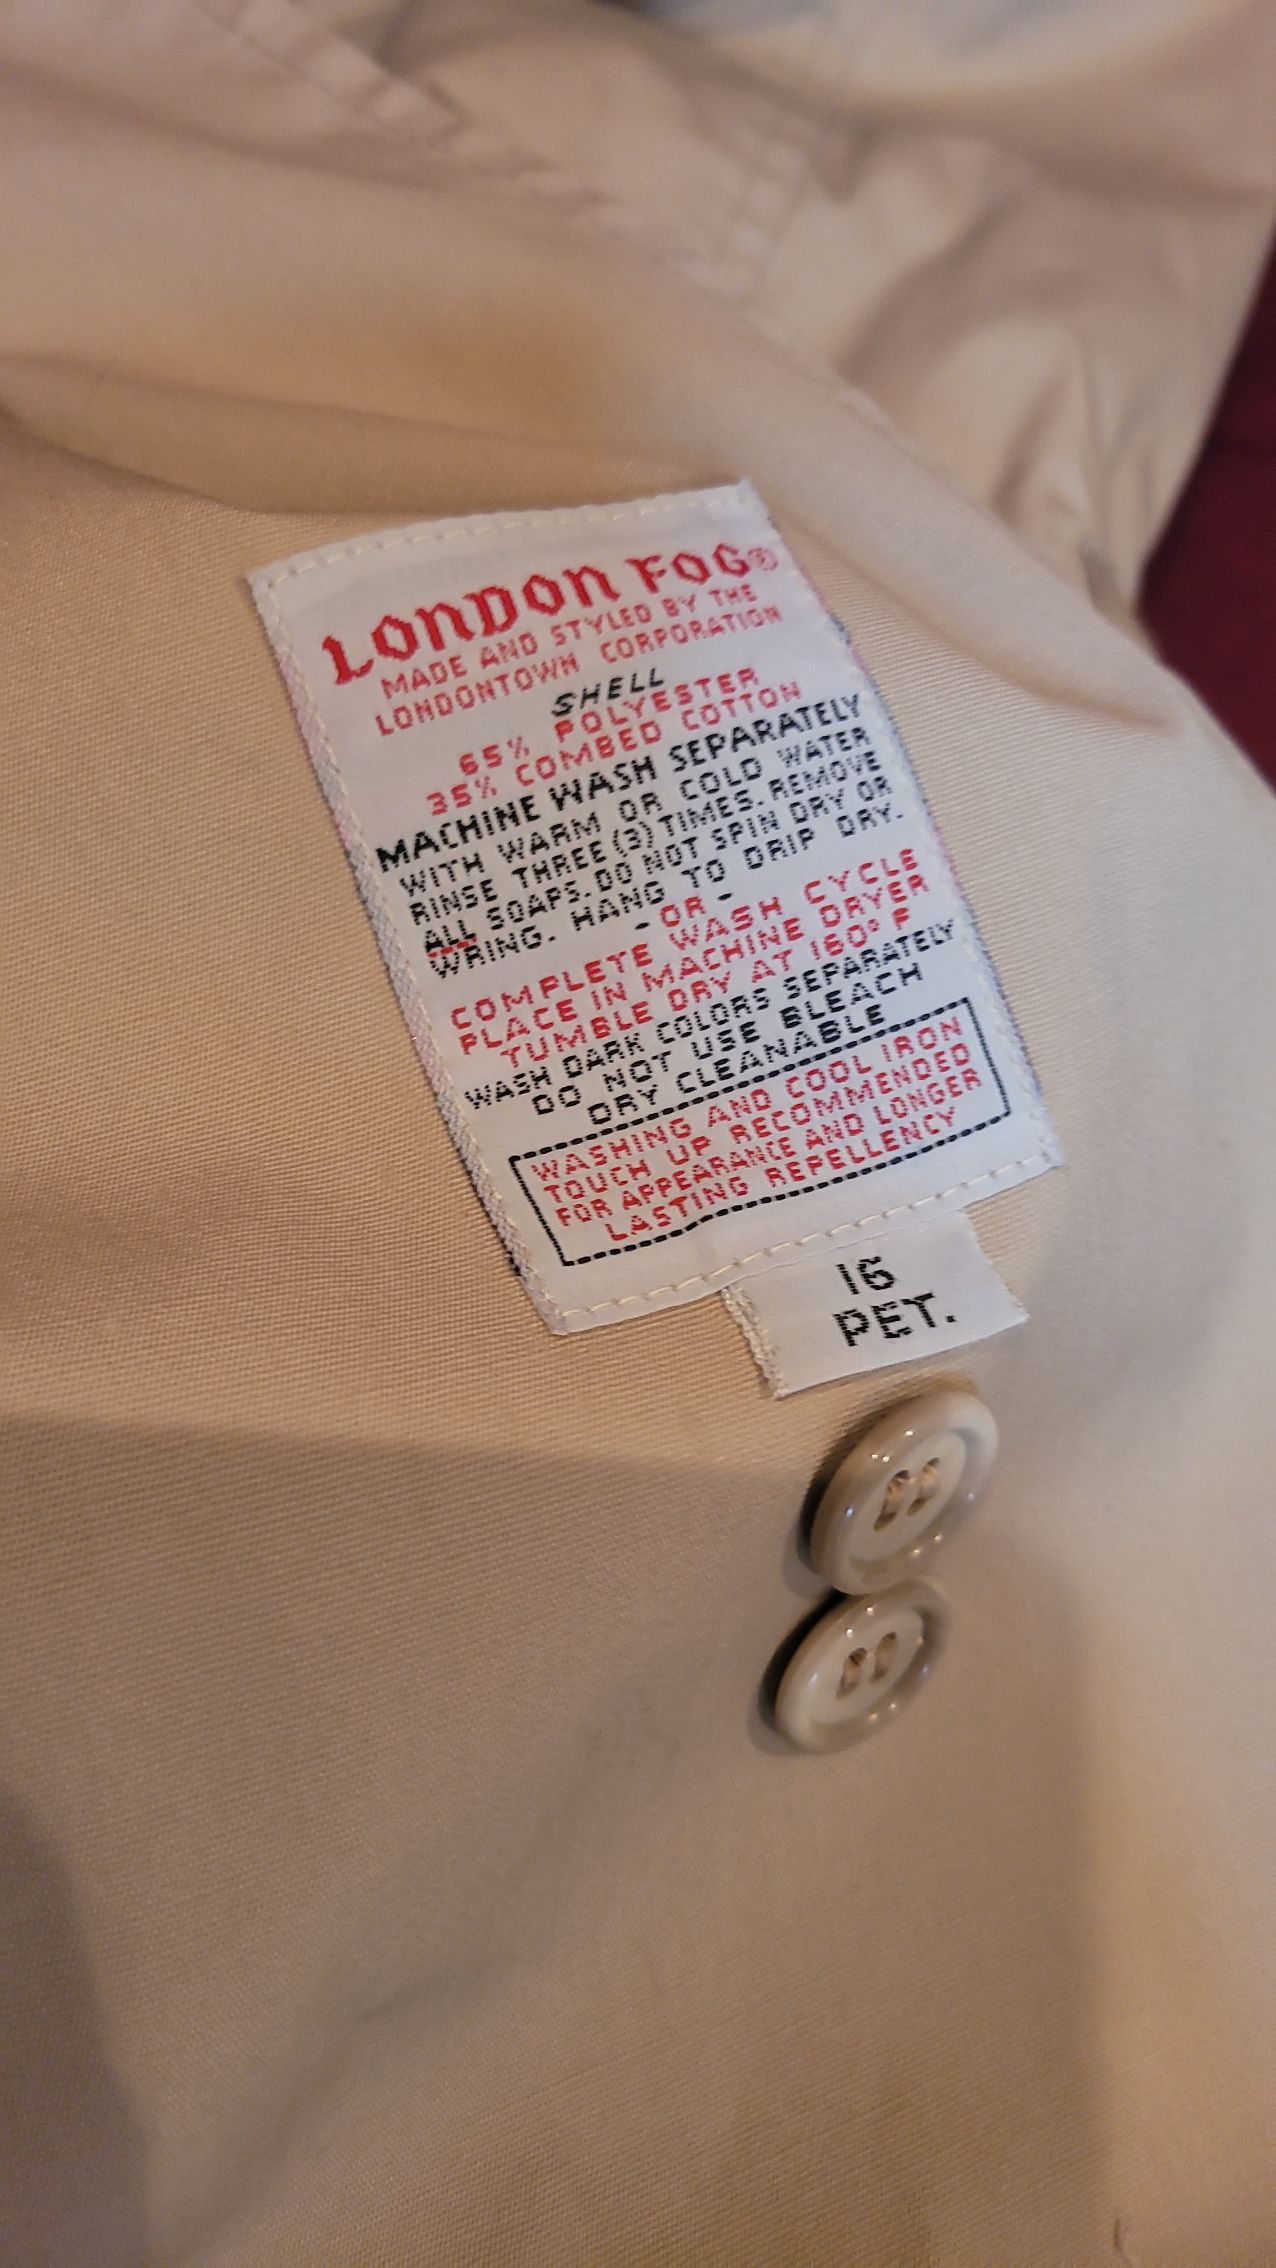 LONDON FOG®
MADE AND STYLED BY THE
LONDONTOWN CORPORATION
SHELL
65% POLYESTER
35% COMBED COTTON
MACHINE WASH SEPARATELY
WITH WARM OR COLD WATER
RINSE THREE (3) TIMES. REMOVE
ALL SOAPS. DO NOT SPIN DRY OR
WRING. HANG TO DRIP DRY.
- OR -
COMPLETE WASH CYCLE
PLACE IN MACHINE DRYER
TUMBLE DRY AT 160° F
WASH DARK COLORS SEPARATELY
DO NOT USE BLEACH
DRY CLEANABLE
WASHING AND COOL IRON
TOUCH UP RECOMMENDED
FOR APPEARANCE AND LONGER
LASTING REPELLENCY
16
PET.